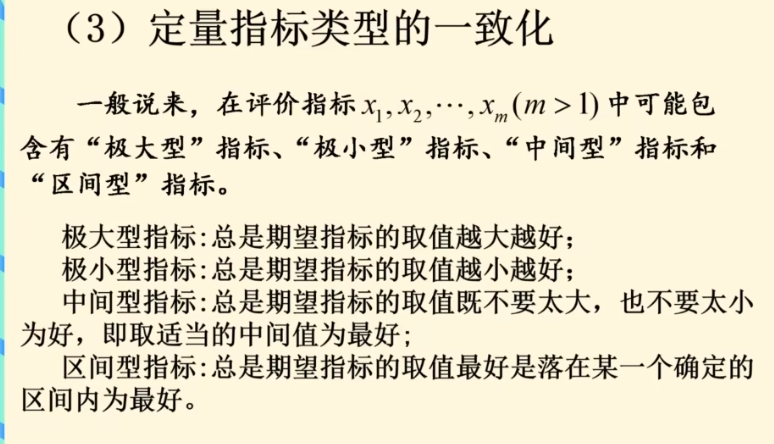 （3）定量指标类型的一致化
一般说来，在评价指标 x₁, x₂, ⋯, xₘ (m > 1) 中可能包
含有“极大型”指标、“极小型”指标、“中间型”指标和
“区间型”指标。
极大型指标:总是期望指标的取值越大越好；
极小型指标:总是期望指标的取值越小越好；
中间型指标:总是期望指标的取值既不要太大，也不要太小
为好，即取适当的中间值为最好；
区间型指标:总是期望指标的取值最好是落在某一个确定的
区间内为最好。